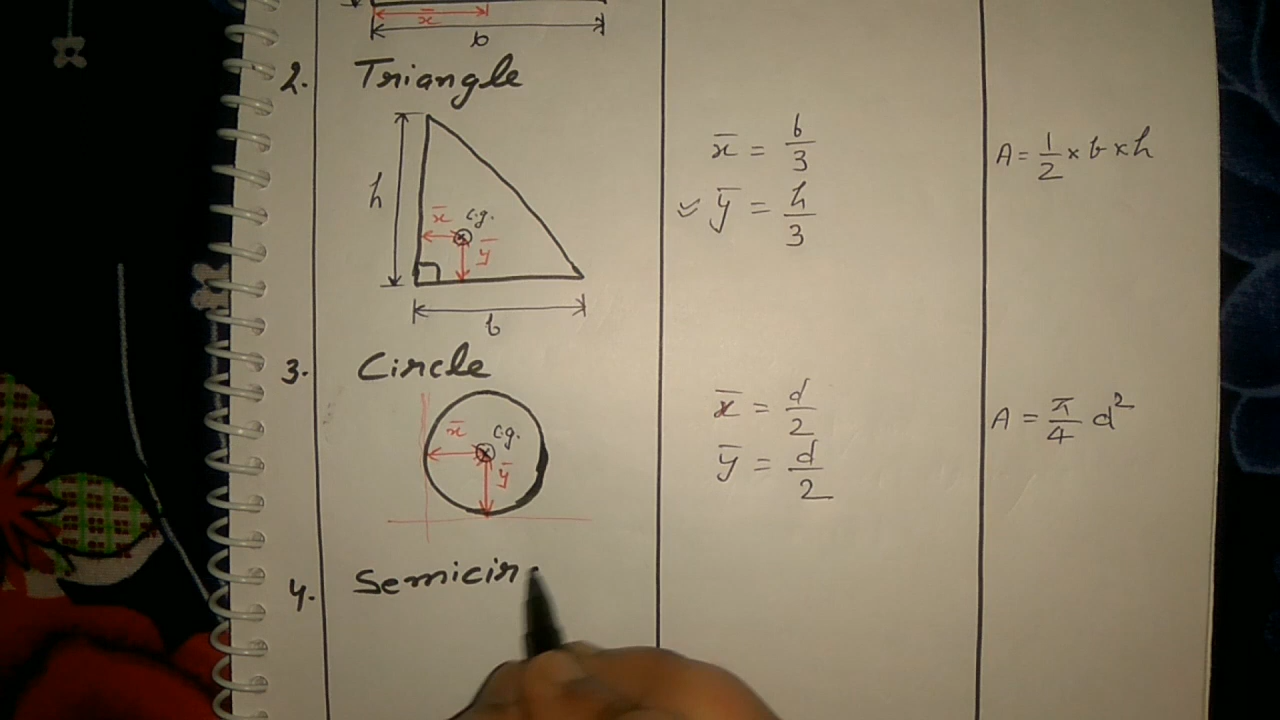 x̄
b
2. Triangle
h
x̄ c.g.
ȳ
b
x̄ = b/3
ȳ = h/3
A = 1/2 × b × h
3. Circle
x̄ c.g.
ȳ
x̄ = d/2
ȳ = d/2
A = π/4 d²
4. Semicir